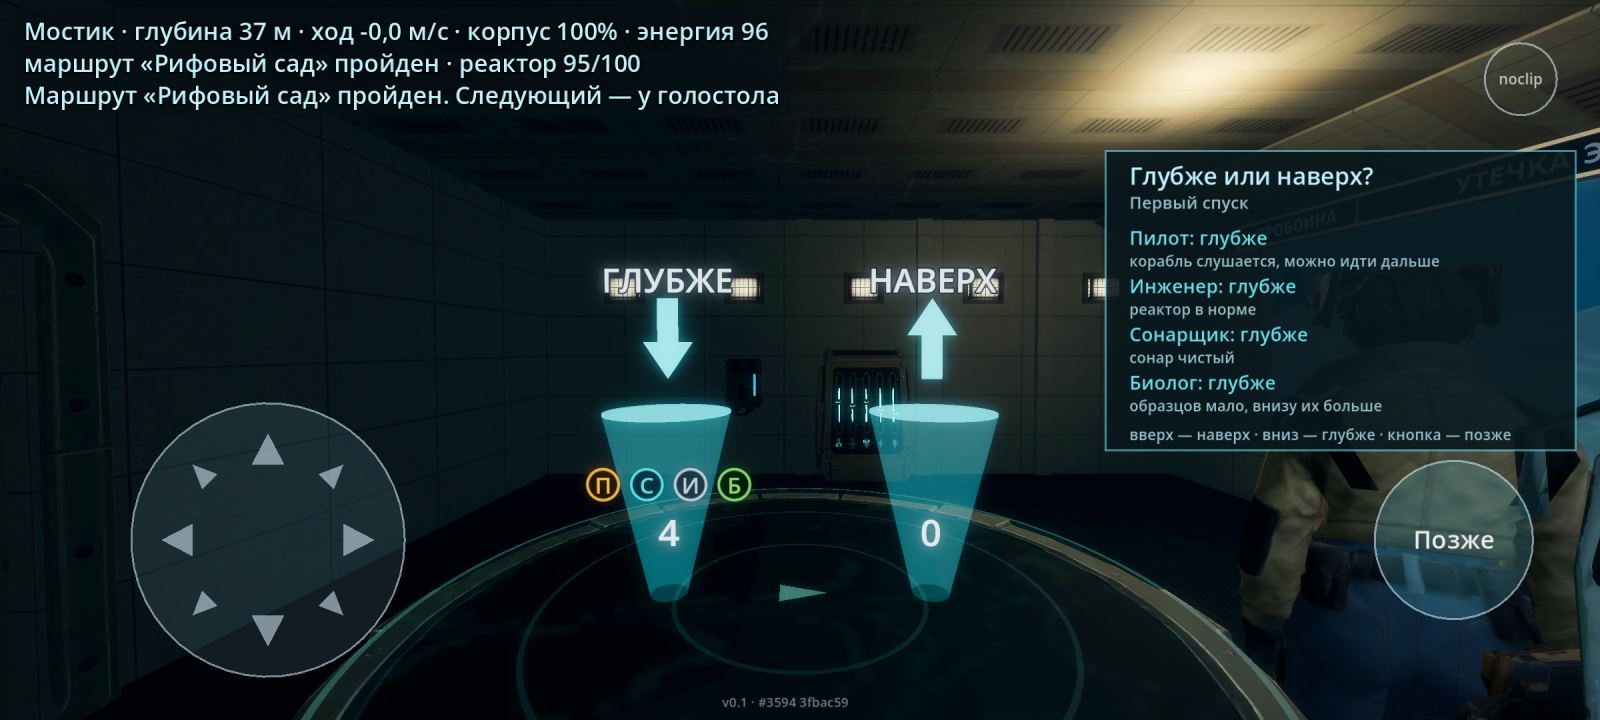 Мостик · глубина 37 м · ход -0,0 м/с · корпус 100% · энергия 96
маршрут «Рифовый сад» пройден · реактор 95/100
Маршрут «Рифовый сад» пройден. Следующий — у голостола
noclip
УТЕЧКА Э
ПРОБОИНА
Глубже или наверх?
Первый спуск
Пилот: глубже
корабль слушается, можно идти дальше
Инженер: глубже
реактор в норме
Сонарщик: глубже
сонар чистый
Биолог: глубже
образцов мало, внизу их больше
вверх — наверх · вниз — глубже · кнопка — позже
ГЛУБЖЕ
НАВЕРХ
П С И Б
4
0
Позже
v0.1 · #3594 3fbac59